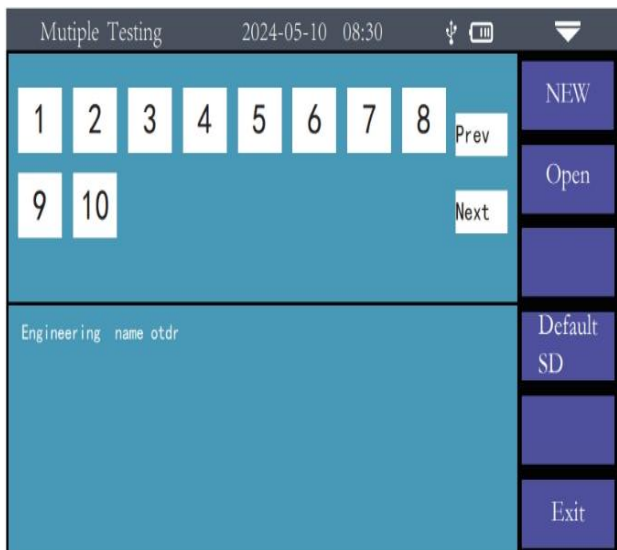 Mutiple Testing 2024-05-10 08:30
NEW
1 2 3 4 5 6 7 8 Prev
Open
9 10 Next
Engineering name otdr
Default
SD
Exit